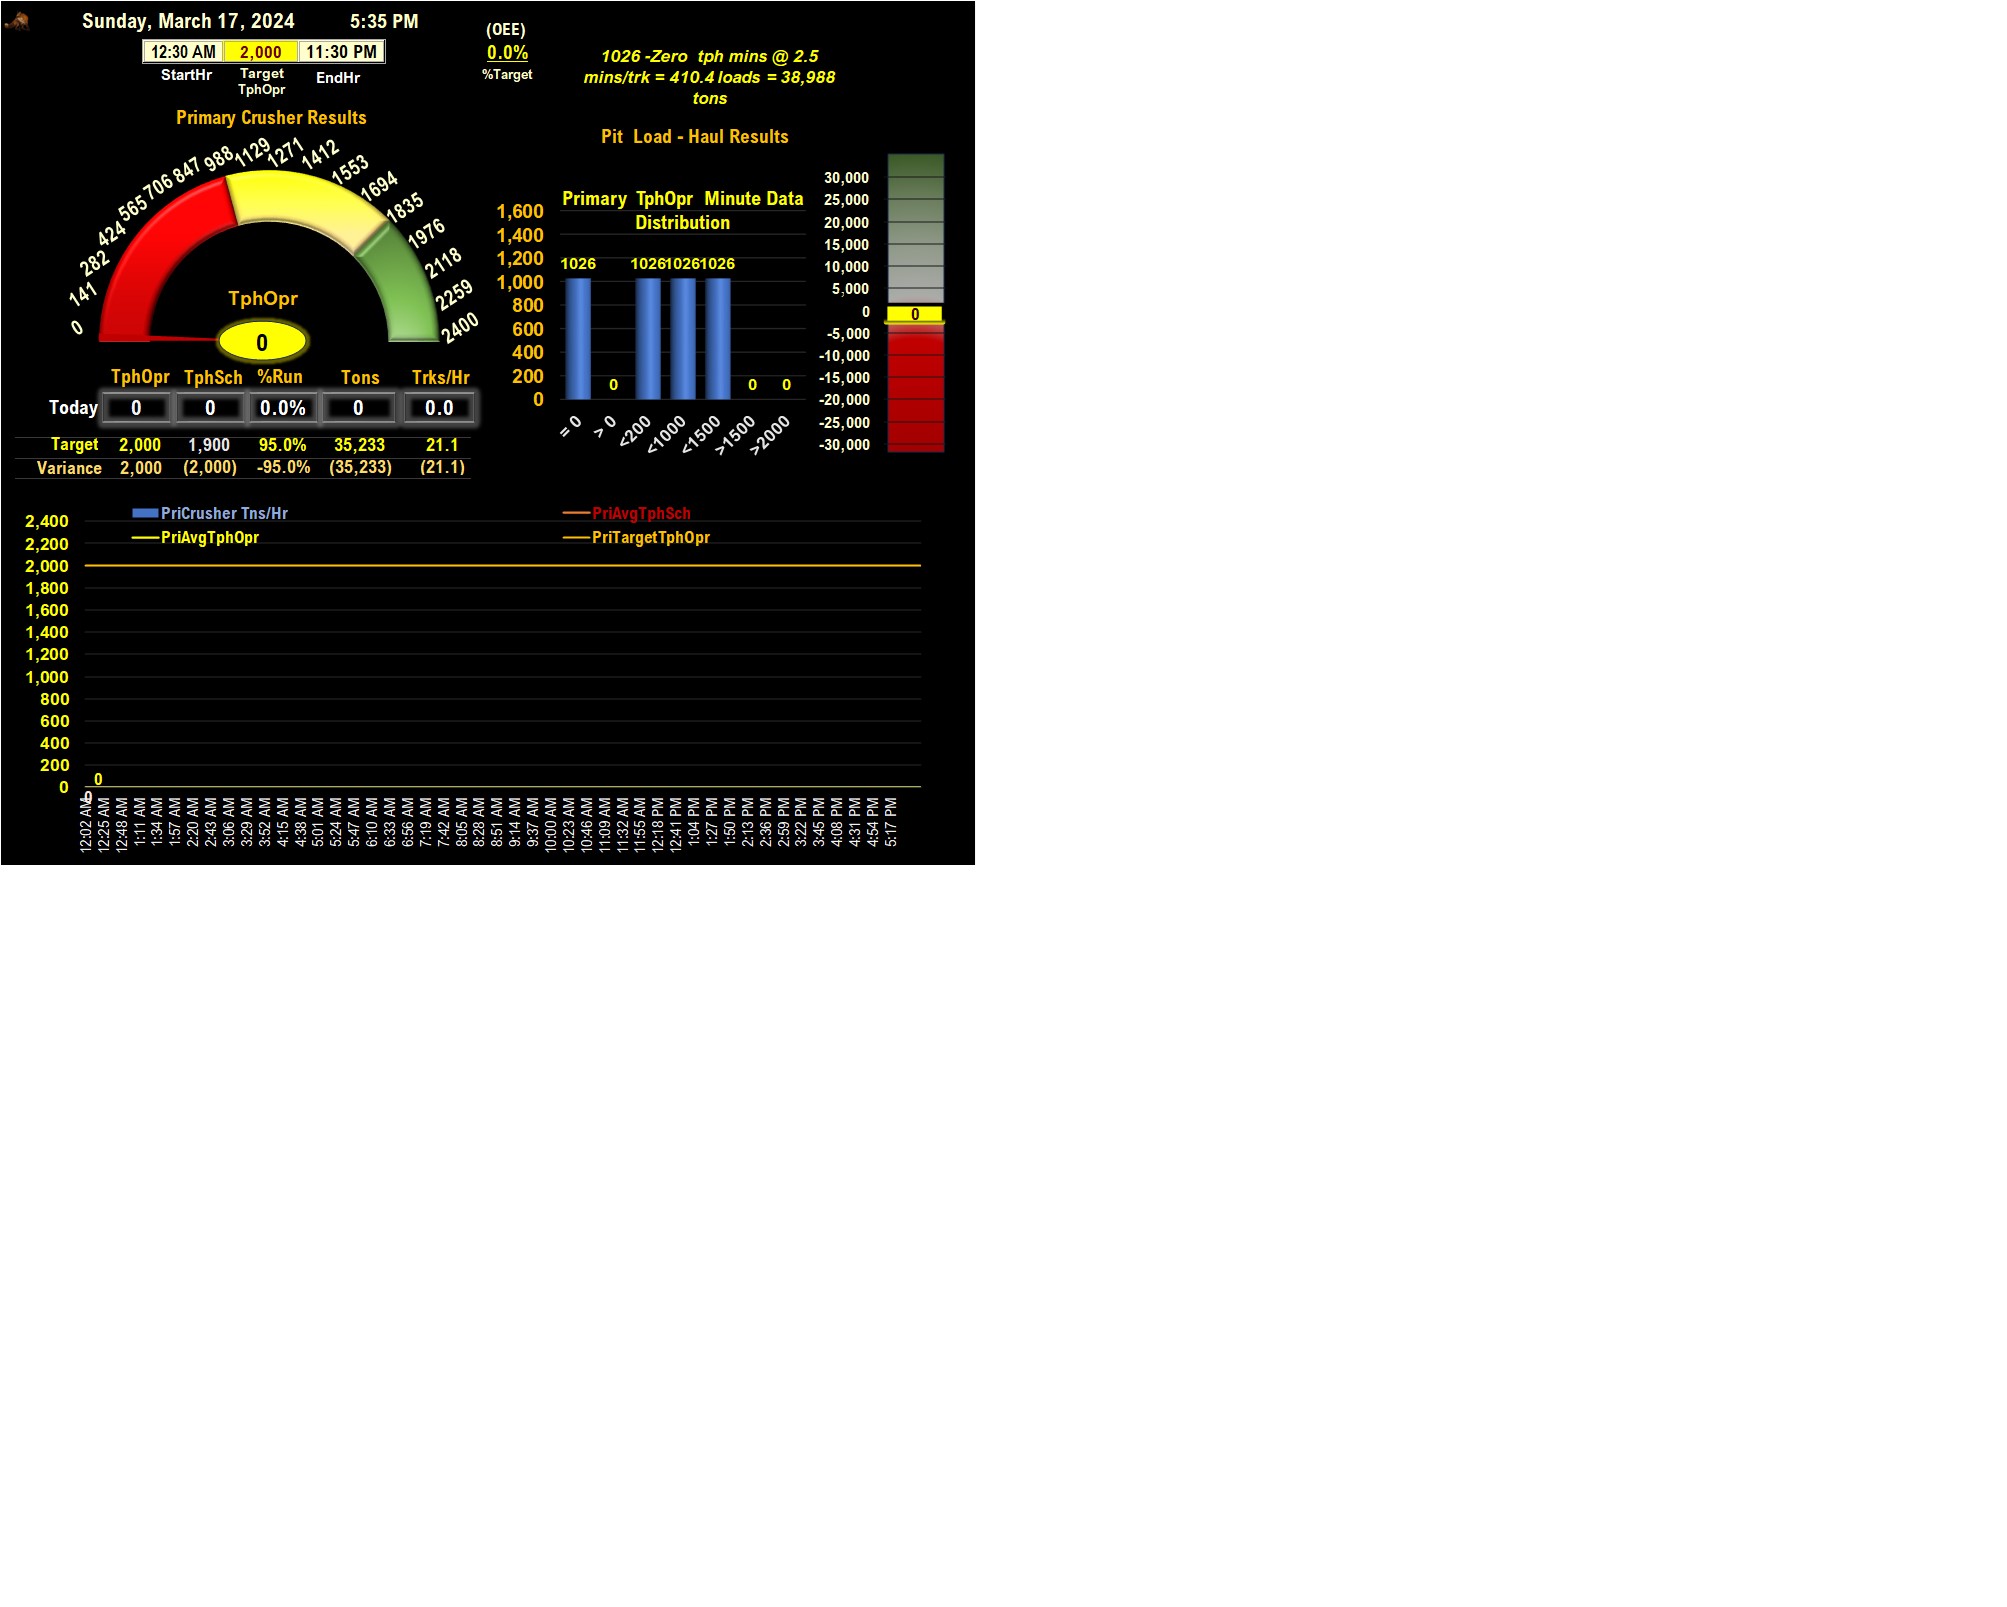 Sunday, March 17, 2024 5:35 PM
12:30 AM 2,000 11:30 PM
StartHr Target TphOpr EndHr
(OEE)
0.0%
%Target
1026 -Zero tph mins @ 2.5
mins/trk = 410.4 loads = 38,988
tons
Primary Crusher Results
0
141
282
424
565
706
847
988
1129
1271
1412
1553
1694
1835
1976
2118
2259
2400
TphOpr
0
TphOpr TphSch %Run Tons Trks/Hr
Today 0 0 0.0% 0 0.0
Target 2,000 1,900 95.0% 35,233 21.1
Variance 2,000 (2,000) -95.0% (35,233) (21.1)
Pit Load - Haul Results
Primary TphOpr Minute Data
Distribution
1,600
1,400
1,200
1,000
800
600
400
200
0
1026 0 1026 1026 1026 0 0
= 0
> 0
<200
<1000
<1500
>1500
>2000
30,000
25,000
20,000
15,000
10,000
5,000
0
-5,000
-10,000
-15,000
-20,000
-25,000
-30,000
0
PriCrusher Tns/Hr PriAvgTphSch
PriAvgTphOpr PriTargetTphOpr
2,400
2,200
2,000
1,800
1,600
1,400
1,200
1,000
800
600
400
200
0
0
0
12:02 AM
12:25 AM
12:48 AM
1:11 AM
1:34 AM
1:57 AM
2:20 AM
2:43 AM
3:06 AM
3:29 AM
3:52 AM
4:15 AM
4:38 AM
5:01 AM
5:24 AM
5:47 AM
6:10 AM
6:33 AM
6:56 AM
7:19 AM
7:42 AM
8:05 AM
8:28 AM
8:51 AM
9:14 AM
9:37 AM
10:00 AM
10:23 AM
10:46 AM
11:09 AM
11:32 AM
11:55 AM
12:18 PM
12:41 PM
1:04 PM
1:27 PM
1:50 PM
2:13 PM
2:36 PM
2:59 PM
3:22 PM
3:45 PM
4:08 PM
4:31 PM
4:54 PM
5:17 PM